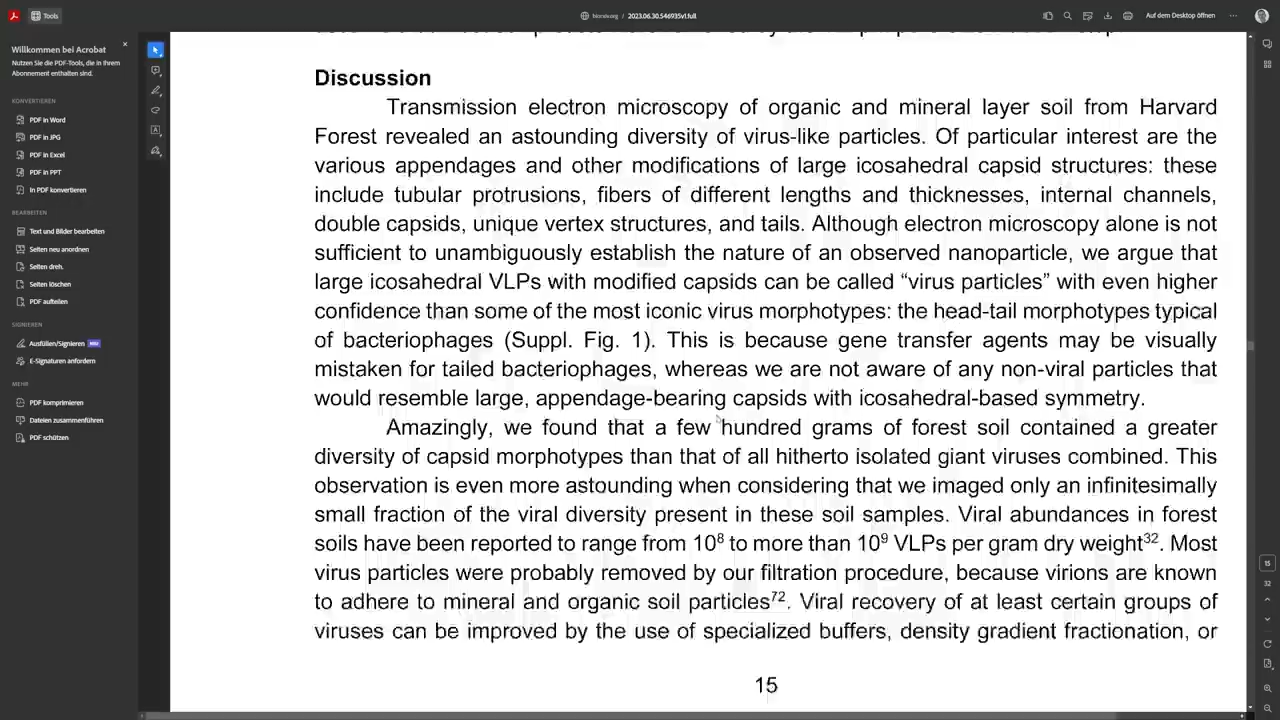 Tools
biorxiv.org / 2023.06.30.546935v1.full
Auf dem Desktop öffnen
Willkommen bei Acrobat
Nutzen Sie die PDF-Tools, die in Ihrem
Abonnement enthalten sind.
KONVERTIEREN
PDF in Word
PDF in JPG
PDF in Excel
PDF in PPT
In PDF konvertieren
BEARBEITEN
Text und Bilder bearbeiten
Seiten neu anordnen
Seiten dreh.
Seiten löschen
PDF aufteilen
SIGNIEREN
Ausfüllen/Signieren NEU
E-Signaturen anfordern
MEHR
PDF komprimieren
Dateien zusammenführen
PDF schützen
Discussion
Transmission electron microscopy of organic and mineral layer soil from Harvard
Forest revealed an astounding diversity of virus-like particles. Of particular interest are the
various appendages and other modifications of large icosahedral capsid structures: these
include tubular protrusions, fibers of different lengths and thicknesses, internal channels,
double capsids, unique vertex structures, and tails. Although electron microscopy alone is not
sufficient to unambiguously establish the nature of an observed nanoparticle, we argue that
large icosahedral VLPs with modified capsids can be called “virus particles” with even higher
confidence than some of the most iconic virus morphotypes: the head-tail morphotypes typical
of bacteriophages (Suppl. Fig. 1). This is because gene transfer agents may be visually
mistaken for tailed bacteriophages, whereas we are not aware of any non-viral particles that
would resemble large, appendage-bearing capsids with icosahedral-based symmetry.
Amazingly, we found that a few hundred grams of forest soil contained a greater
diversity of capsid morphotypes than that of all hitherto isolated giant viruses combined. This
observation is even more astounding when considering that we imaged only an infinitesimally
small fraction of the viral diversity present in these soil samples. Viral abundances in forest
soils have been reported to range from 10⁸ to more than 10⁹ VLPs per gram dry weight³². Most
virus particles were probably removed by our filtration procedure, because virions are known
to adhere to mineral and organic soil particles⁷². Viral recovery of at least certain groups of
viruses can be improved by the use of specialized buffers, density gradient fractionation, or
15
15
32